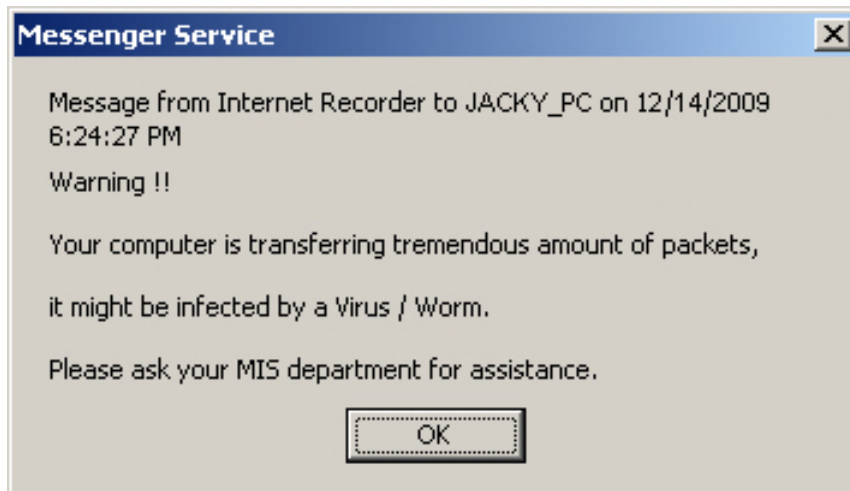 Messenger Service
Message from Internet Recorder to JACKY_PC on 12/14/2009
6:24:27 PM
Warning !!
Your computer is transferring tremendous amount of packets,
it might be infected by a Virus / Worm.
Please ask your MIS department for assistance.
OK